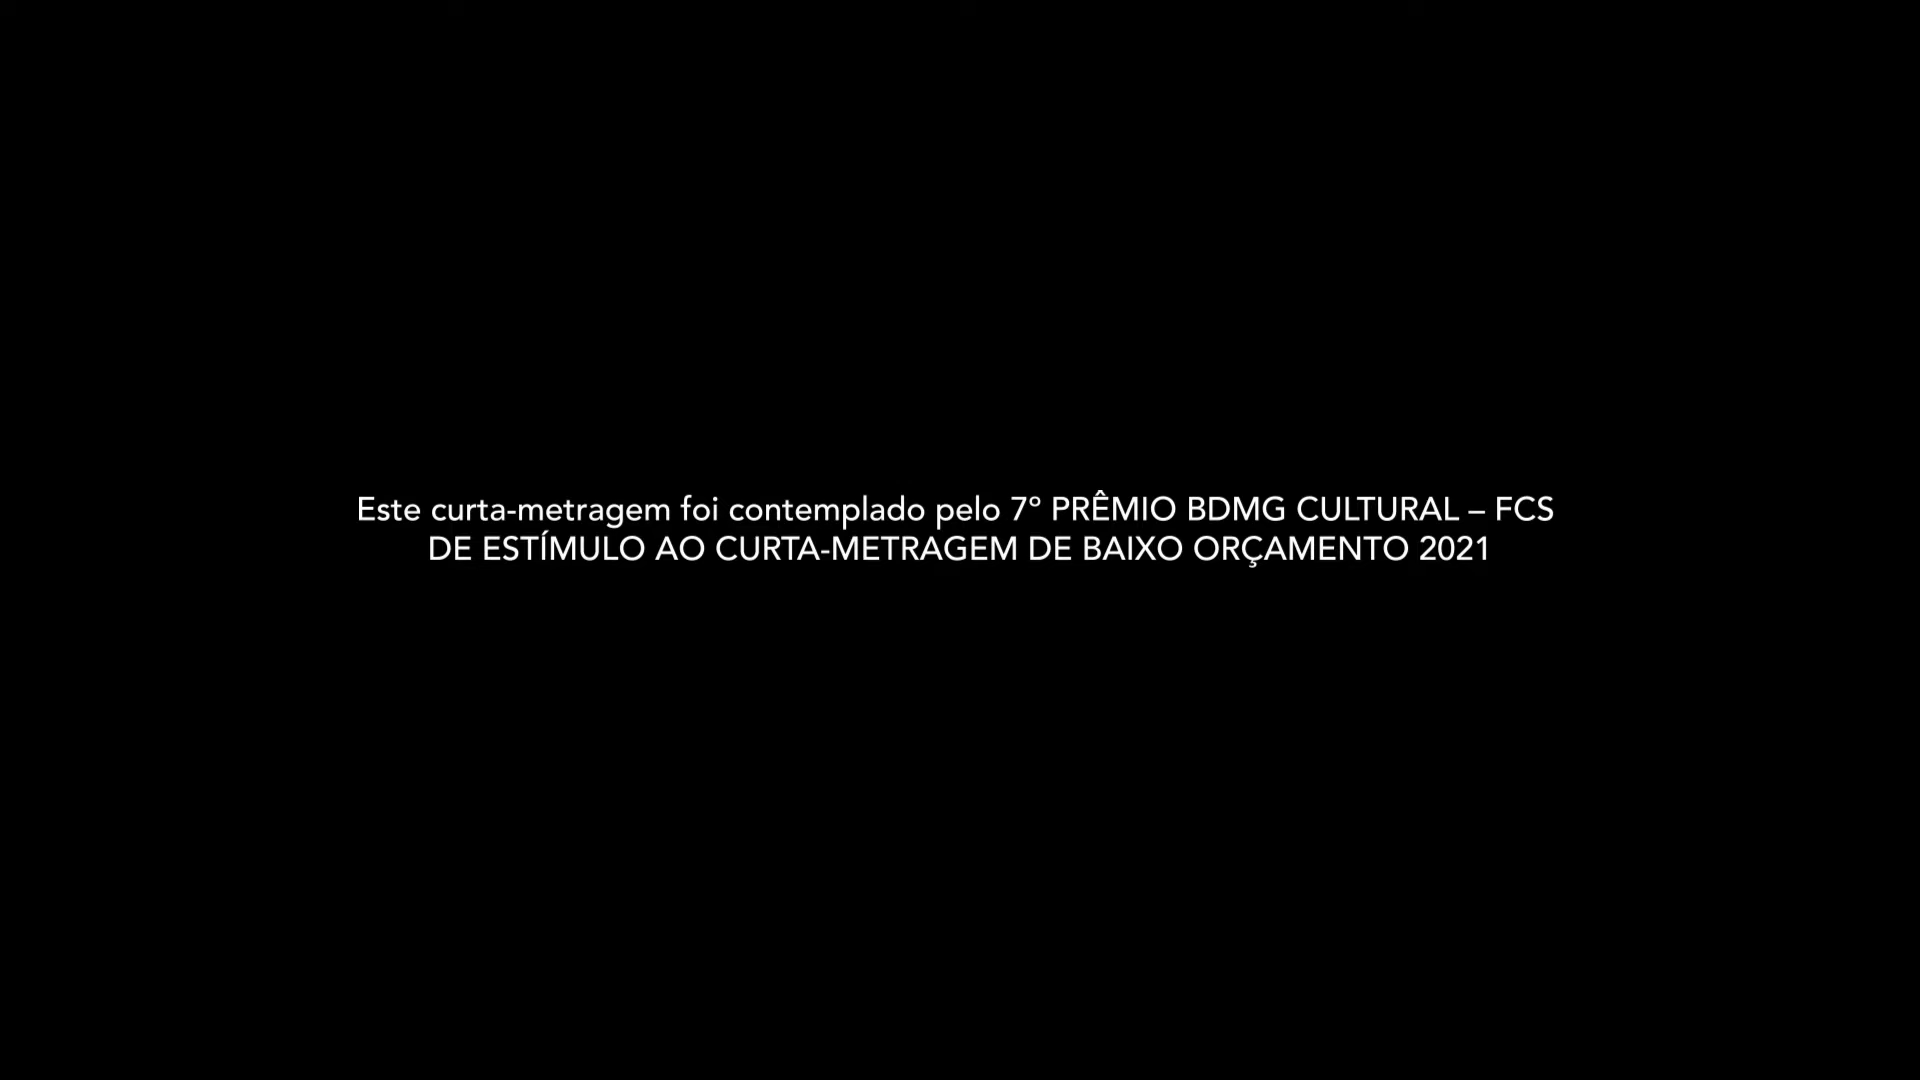 Este curta-metragem foi contemplado pelo 7º PRÊMIO BDMG CULTURAL – FCS
DE ESTÍMULO AO CURTA-METRAGEM DE BAIXO ORÇAMENTO 2021